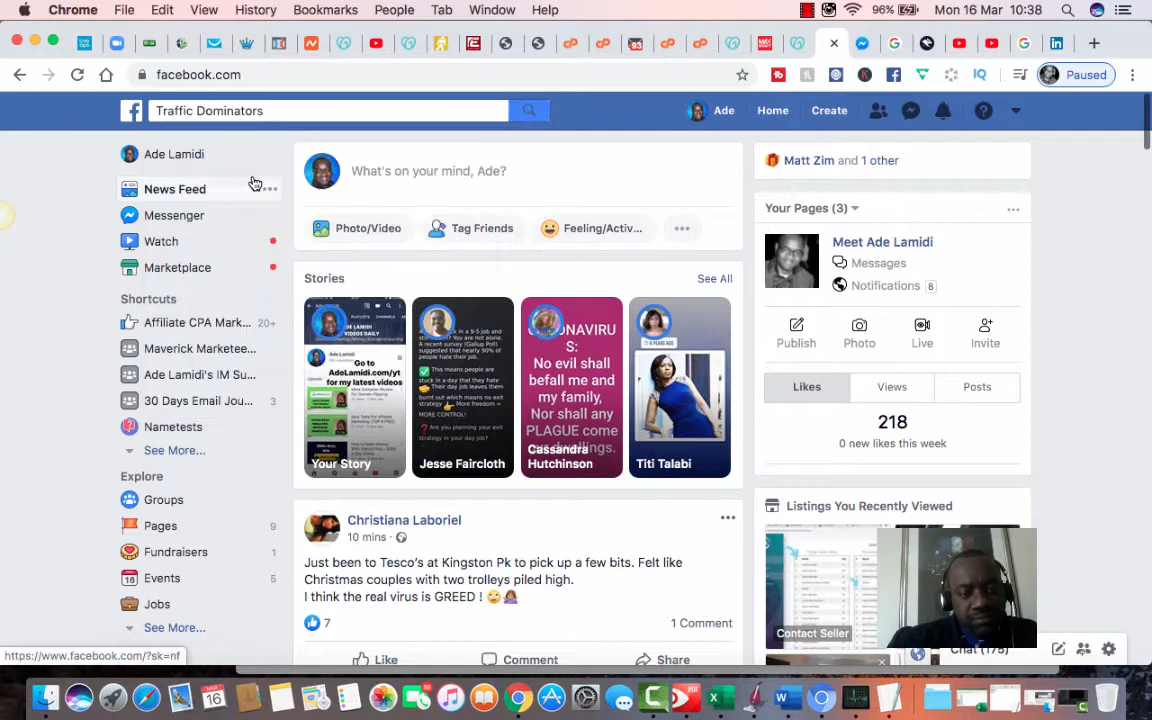 Chrome File Edit View History Bookmarks People Tab Window Help
96% Mon 16 Mar 10:38
facebook.com
Paused
Traffic Dominators
Ade Home Create
Ade Lamidi
News Feed
Messenger
Watch
Marketplace
Shortcuts
Affiliate CPA Mark... 20+
Maverick Marketee...
Ade Lamidi's IM Su...
30 Days Email Jou... 3
Nametests
See More...
Explore
Groups
Pages 9
Fundraisers 1
Events 5
Jobs
See More...
https://www.facebook.com/?sk=nf
What's on your mind, Ade?
Photo/Video Tag Friends Feeling/Activ...
Stories See All
Go to
AdeLamidi.com/yt
for my latest videos
Your Story
Jesse Faircloth
No evil shall
befall me and
my family,
Nor shall any
PLAGUE come
Cassandra
Hutchinson
Titi Talabi
Christiana Laboriel
10 mins
Just been to Tesco's at Kingston Pk to pick up a few bits. Felt like
Christmas couples with two trolleys piled high.
I think the real virus is GREED !
7 1 Comment
Like Comment Share
Matt Zim and 1 other
Your Pages (3)
Meet Ade Lamidi
Messages
Notifications 8
Publish Photo Live Invite
Likes Views Posts
218
0 new likes this week
Listings You Recently Viewed
Contact Seller
Chat (175)